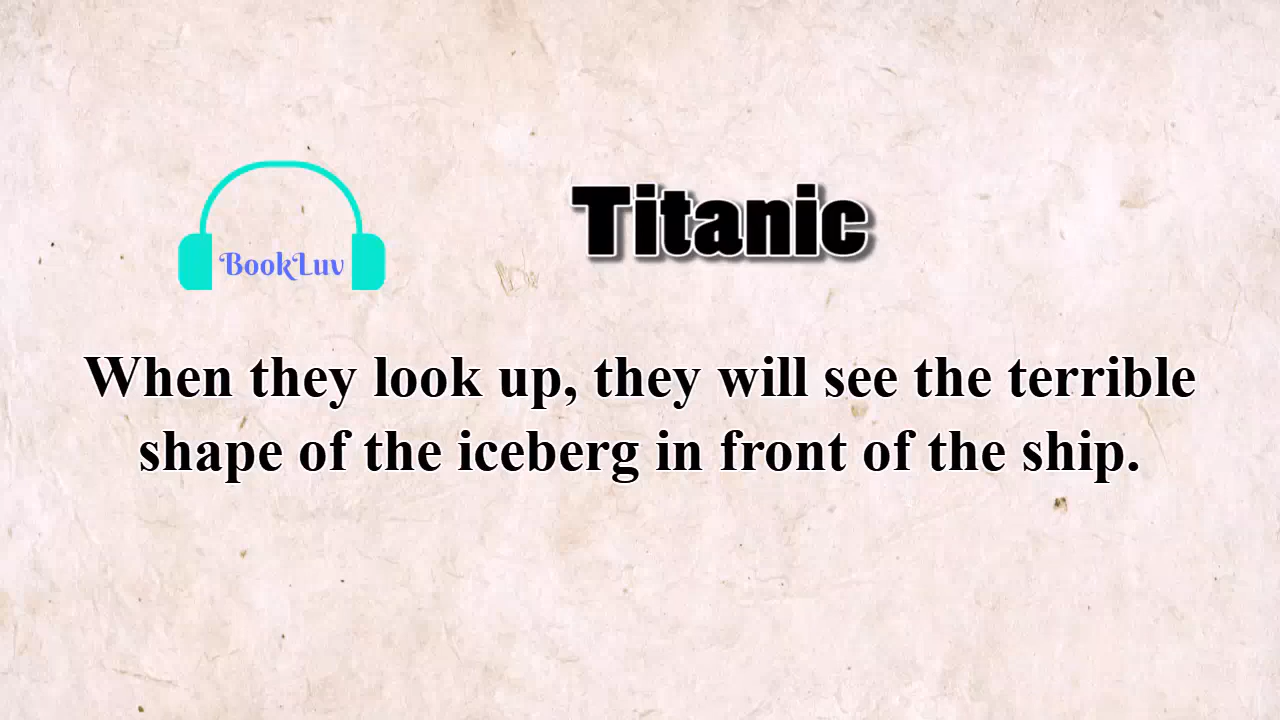 BookLuv
Titanic
When they look up, they will see the terrible
shape of the iceberg in front of the ship.